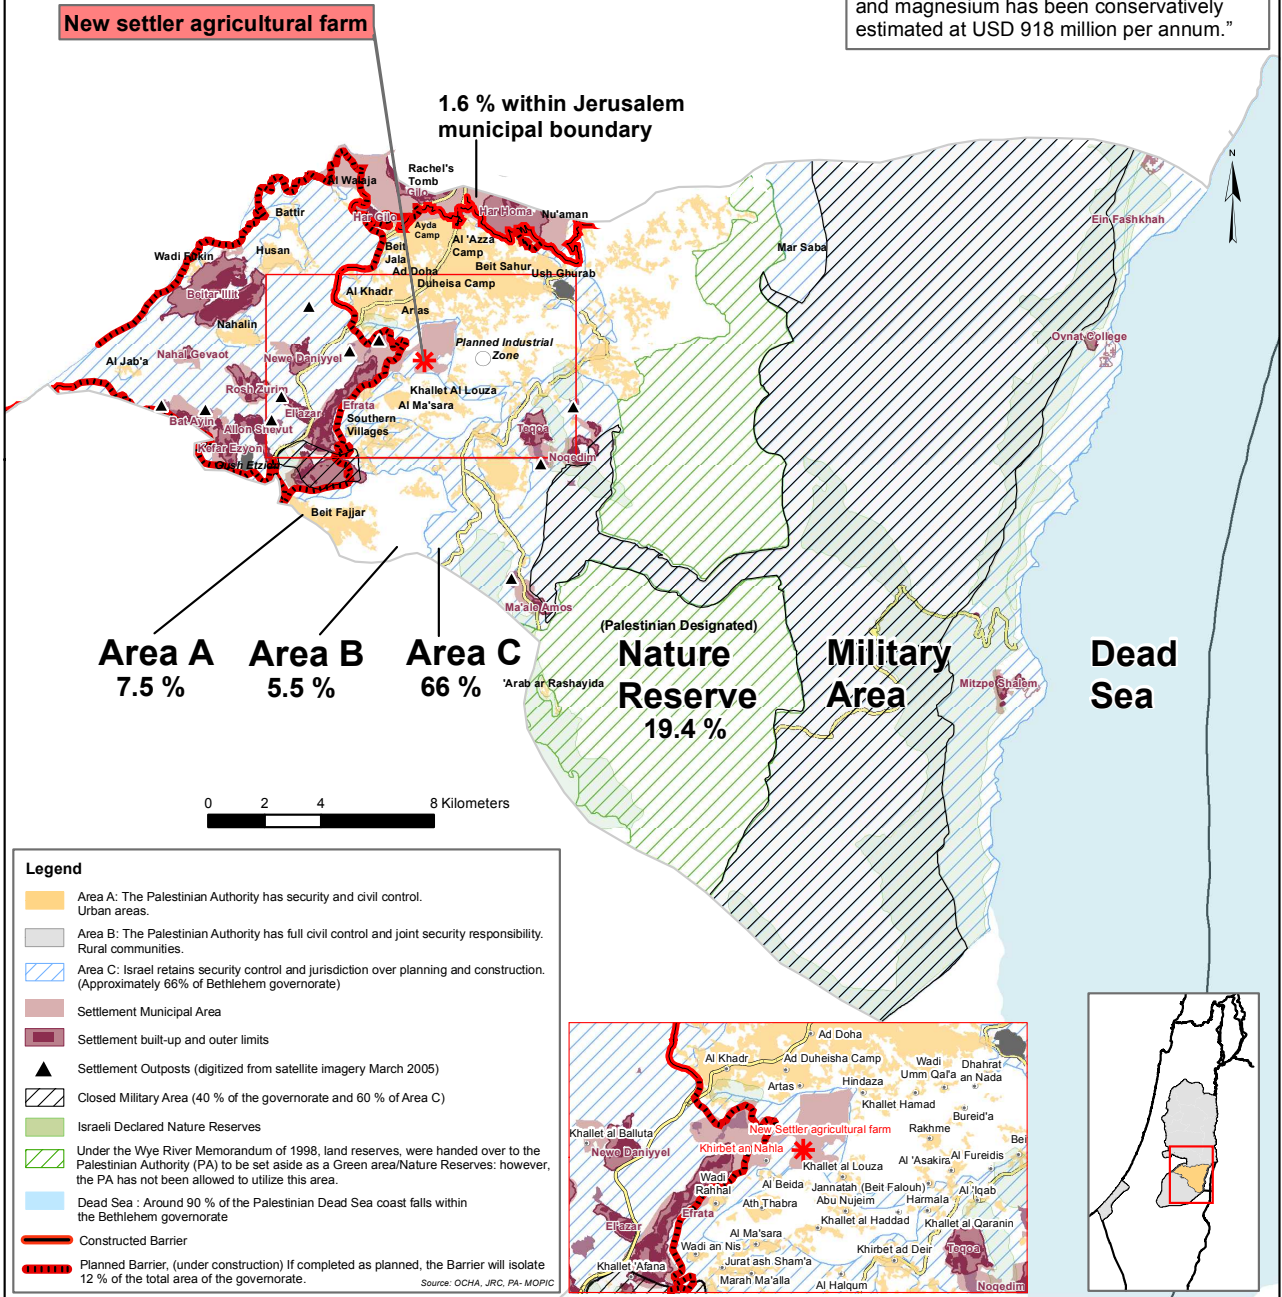 and magnesium has been conservatively
estimated at USD 918 million per annum.”
New settler agricultural farm
1.6 % within Jerusalem
municipal boundary
N
Rachel's
Tomb
Gilo
Al Walaja
Har Gilo
Har Homa
Nu'aman
Battir
Ayda
Camp
Al 'Azza
Camp
Husan
Wadi Fukin
Beit
Jala
Ad Doha
Beit Sahur
Ush Ghurab
Duheisa Camp
Mar Saba
Ein Fashkhah
Beitar Illit
Al Khadr
Artas
Nahalin
Planned Industrial
Zone
Ovnat College
Al Jab'a
Nahal Gevaot
Newe Daniyyel
Rosh Zurim
Khallet Al Louza
Al Ma'sara
El'azar
Efrata
Southern
Villages
Bat Ayin
Allon Shevut
Teqoa
Kefar Ezyon
Gush Etzion
Noqedim
Beit Fajjar
Ma'ale Amos
Area A
7.5 %
Area B
5.5 %
Area C
66 %
'Arab ar Rashayida
(Palestinian Designated)
Nature
Reserve
19.4 %
Military
Area
Mitzpe Shalem
Dead
Sea
0 2 4 8 Kilometers
Legend
Area A: The Palestinian Authority has security and civil control.
Urban areas.
Area B: The Palestinian Authority has full civil control and joint security responsibility.
Rural communities.
Area C: Israel retains security control and jurisdiction over planning and construction.
(Approximately 66% of Bethlehem governorate)
Settlement Municipal Area
Settlement built-up and outer limits
Settlement Outposts (digitized from satellite imagery March 2005)
Closed Military Area (40 % of the governorate and 60 % of Area C)
Israeli Declared Nature Reserves
Under the Wye River Memorandum of 1998, land reserves, were handed over to the
Palestinian Authority (PA) to be set aside as a Green area/Nature Reserves: however,
the PA has not been allowed to utilize this area.
Dead Sea : Around 90 % of the Palestinian Dead Sea coast falls within
the Bethlehem governorate
Constructed Barrier
Planned Barrier, (under construction) If completed as planned, the Barrier will isolate
12 % of the total area of the governorate.
Source: OCHA, JRC, PA- MOPIC
Ad Doha
Al Khadr
Ad Duheisha Camp
Wadi
Umm Qal'a
Dhahrat
an Nada
Artas
Hindaza
Khallet Hamad
Bureid'a
Khallet al Balluta
New Settler agricultural farm
Rakhme
Bei
Newe Daniyyel
Khirbet an Nahla
Al 'Asakira
Al Fureidis
Khallet al Louza
Wadi
Rahhal
Al Beida
Jannatah (Beit Falouh)
Ath Thabra
Abu Nujeim
Harmala
Al 'Iqab
Efrata
El'azar
Khallet al Haddad
Khallet al Qaranin
Al Ma'sara
Wadi an Nis
Khirbet ad Deir
Teqoa
Khallet 'Afana
Jurat ash Sham'a
Marah Ma'alla
Al Halqum
Noqedim